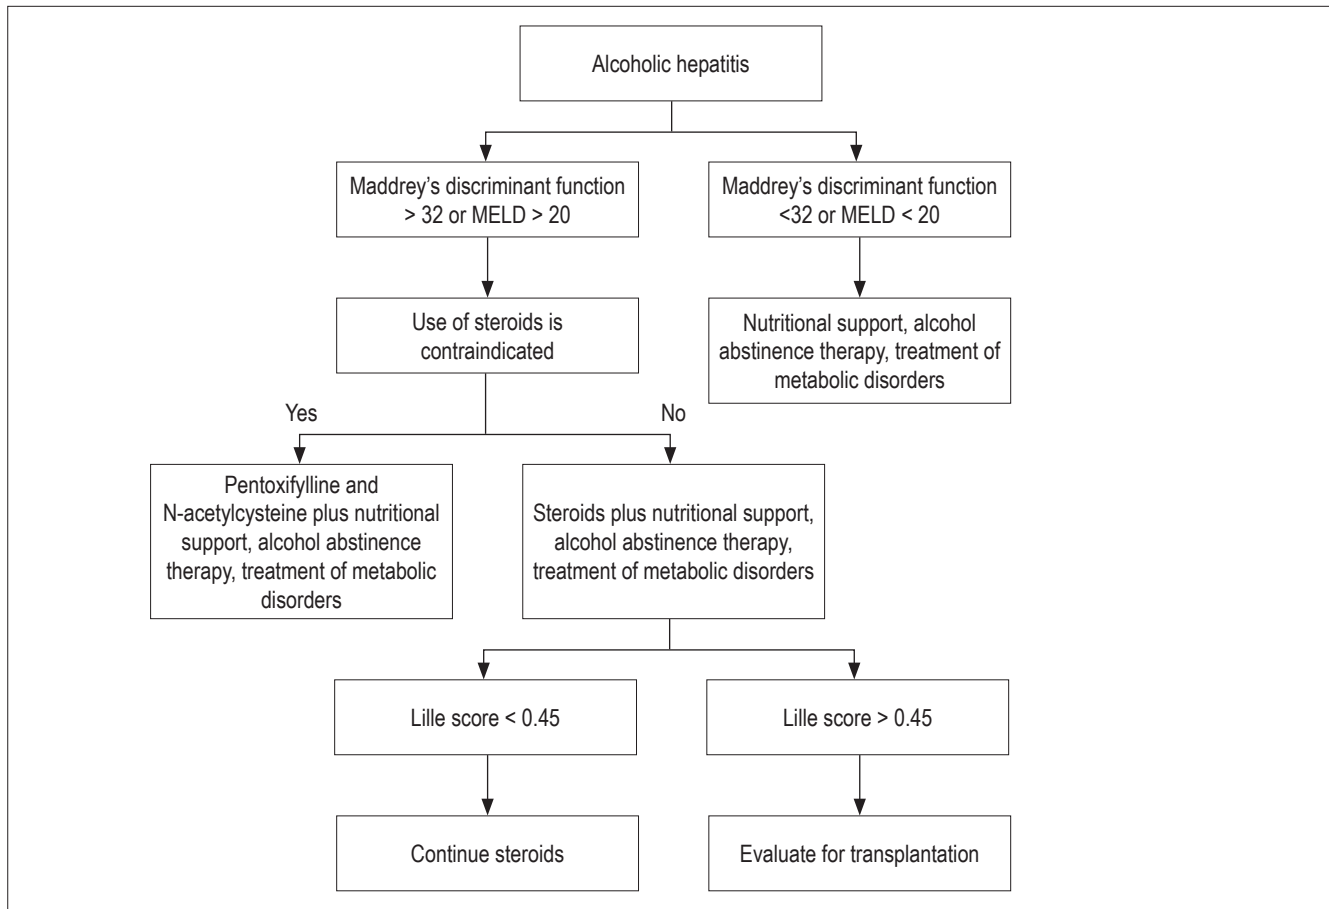 Alcoholic hepatitis
Maddrey's discriminant function
> 32 or MELD > 20
Maddrey's discriminant function
<32 or MELD < 20
Use of steroids is
contraindicated
Nutritional support, alcohol
abstinence therapy, treatment of
metabolic disorders
Yes
No
Pentoxifylline and
N-acetylcysteine plus nutritional
support, alcohol abstinence
therapy, treatment of metabolic
disorders
Steroids plus nutritional support,
alcohol abstinence therapy,
treatment of metabolic disorders
Lille score < 0.45
Lille score > 0.45
Continue steroids
Evaluate for transplantation